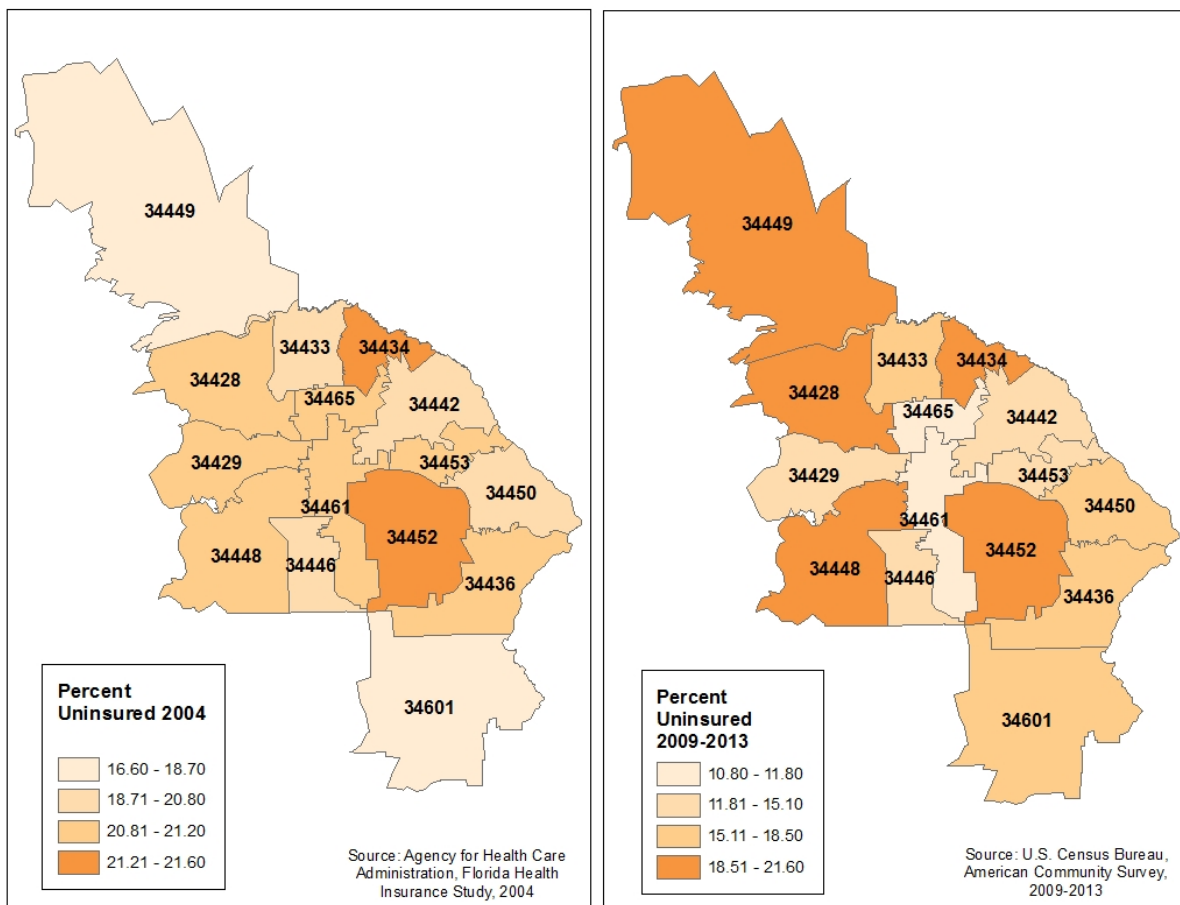 34449
34433
34434
34428
34465
34442
34429
34453
34450
34461
34452
34448
34446
34436
34601
Percent
Uninsured 2004
16.60 - 18.70
18.71 - 20.80
20.81 - 21.20
21.21 - 21.60
Source: Agency for Health Care
Administration, Florida Health
Insurance Study, 2004
34449
34433
34434
34428
34465
34442
34429
34453
34450
34461
34452
34448
34446
34436
34601
Percent
Uninsured
2009-2013
10.80 - 11.80
11.81 - 15.10
15.11 - 18.50
18.51 - 21.60
Source: U.S. Census Bureau,
American Community Survey,
2009-2013